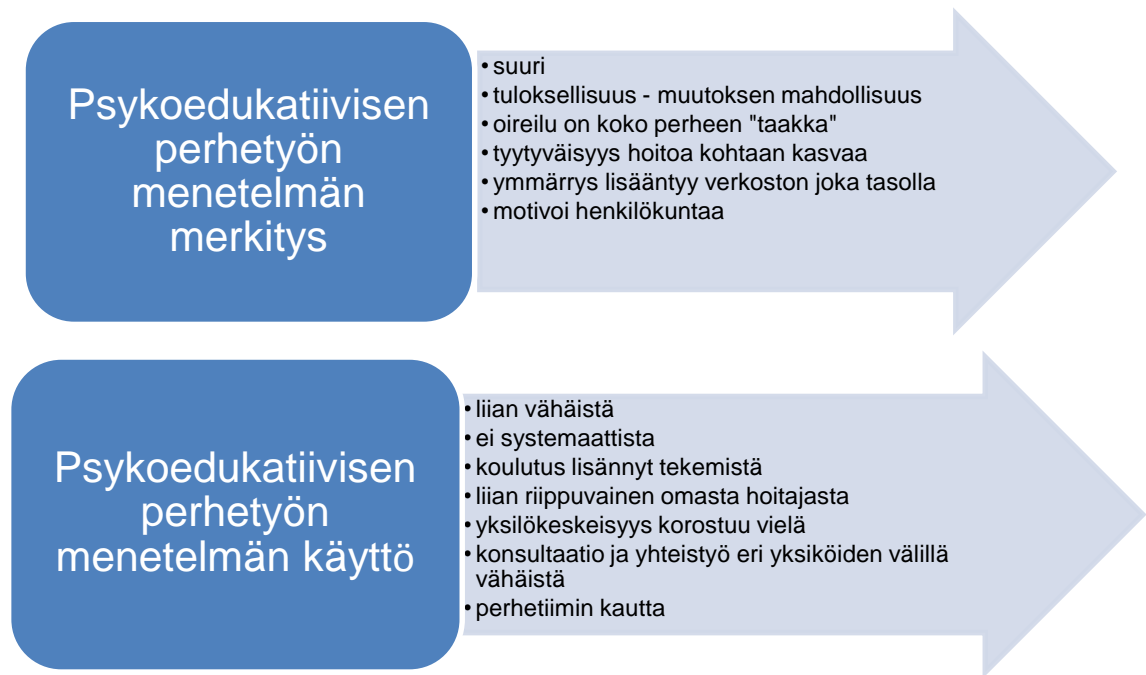 Psykoedukatiivisen
perhetyön
menetelmän
merkitys
• suuri
• tuloksellisuus - muutoksen mahdollisuus
• oireilu on koko perheen "taakka"
• tyytyväisyys hoitoa kohtaan kasvaa
• ymmärrys lisääntyy verkoston joka tasolla
• motivoi henkilökuntaa
Psykoedukatiivisen
perhetyön
menetelmän käyttö
• liian vähäistä
• ei systemaattista
• koulutus lisännyt tekemistä
• liian riippuvainen omasta hoitajasta
• yksilökeskeisyys korostuu vielä
• konsultaatio ja yhteistyö eri yksiköiden välillä
vähäistä
• perhetiimin kautta